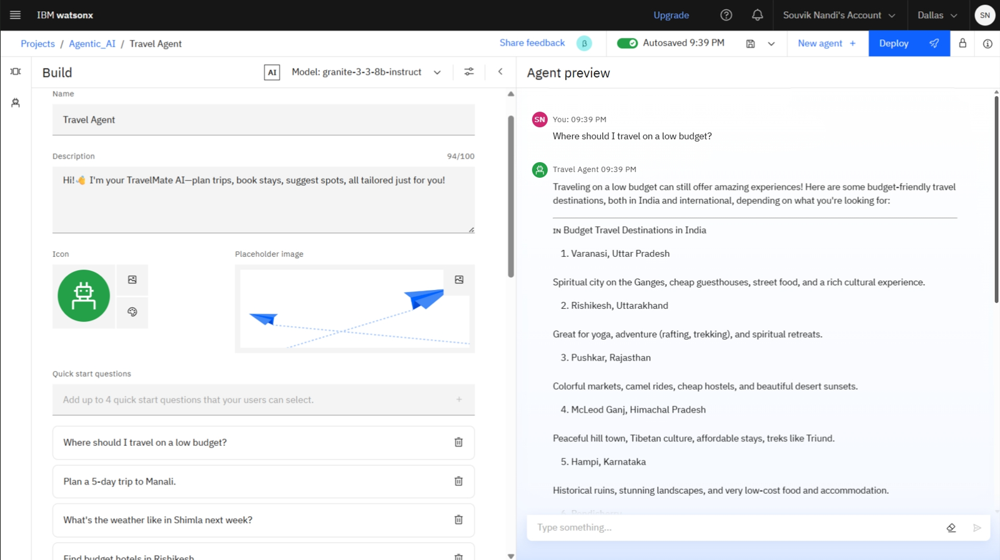 IBM watsonx
Upgrade
Souvik Nandi's Account
Dallas
SN
Projects / Agentic_AI / Travel Agent
Share feedback
β
Autosaved 9:39 PM
New agent +
Deploy
Build
AI
Model: granite-3-3-8b-instruct
Name
Travel Agent
Description
94/100
Hi!👋 I'm your TravelMate AI—plan trips, book stays, suggest spots, all tailored just for you!
Icon
Placeholder image
Quick start questions
Add up to 4 quick start questions that your users can select.
Where should I travel on a low budget?
Plan a 5-day trip to Manali.
What's the weather like in Shimla next week?
Find budget hotels in Rishikesh
Agent preview
SN
You: 09:39 PM
Where should I travel on a low budget?
Travel Agent 09:39 PM
Traveling on a low budget can still offer amazing experiences! Here are some budget-friendly travel
destinations, both in India and international, depending on what you're looking for:
IN Budget Travel Destinations in India
1. Varanasi, Uttar Pradesh
Spiritual city on the Ganges, cheap guesthouses, street food, and a rich cultural experience.
2. Rishikesh, Uttarakhand
Great for yoga, adventure (rafting, trekking), and spiritual retreats.
3. Pushkar, Rajasthan
Colorful markets, camel rides, cheap hostels, and beautiful desert sunsets.
4. McLeod Ganj, Himachal Pradesh
Peaceful hill town, Tibetan culture, affordable stays, treks like Triund.
5. Hampi, Karnataka
Historical ruins, stunning landscapes, and very low-cost food and accommodation.
6. Pondicherry
Type something...